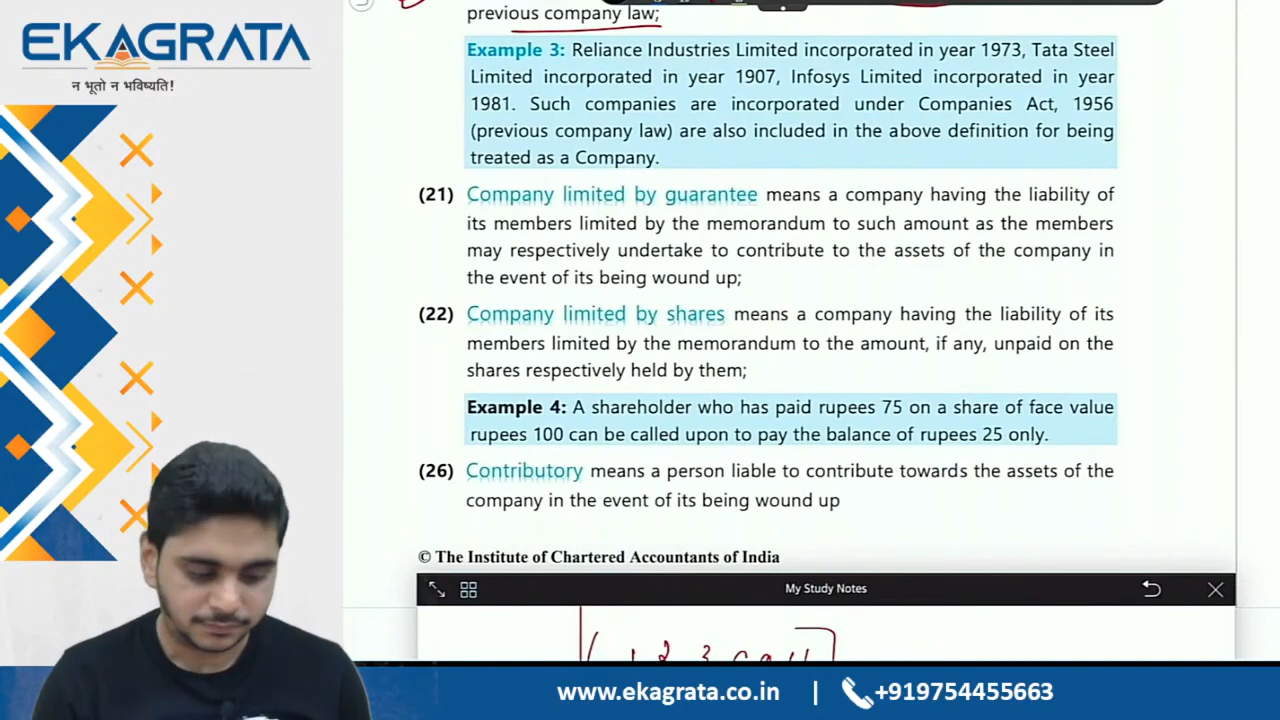 EKAGRATA
न भूतो न भविष्यति!
previous company law;
Example 3: Reliance Industries Limited incorporated in year 1973, Tata Steel
Limited incorporated in year 1907, Infosys Limited incorporated in year
1981. Such companies are incorporated under Companies Act, 1956
(previous company law) are also included in the above definition for being
treated as a Company.
(21) Company limited by guarantee means a company having the liability of
its members limited by the memorandum to such amount as the members
may respectively undertake to contribute to the assets of the company in
the event of its being wound up;
(22) Company limited by shares means a company having the liability of its
members limited by the memorandum to the amount, if any, unpaid on the
shares respectively held by them;
Example 4: A shareholder who has paid rupees 75 on a share of face value
rupees 100 can be called upon to pay the balance of rupees 25 only.
(26) Contributory means a person liable to contribute towards the assets of the
company in the event of its being wound up
© The Institute of Chartered Accountants of India
My Study Notes
www.ekagrata.co.in | +919754455663